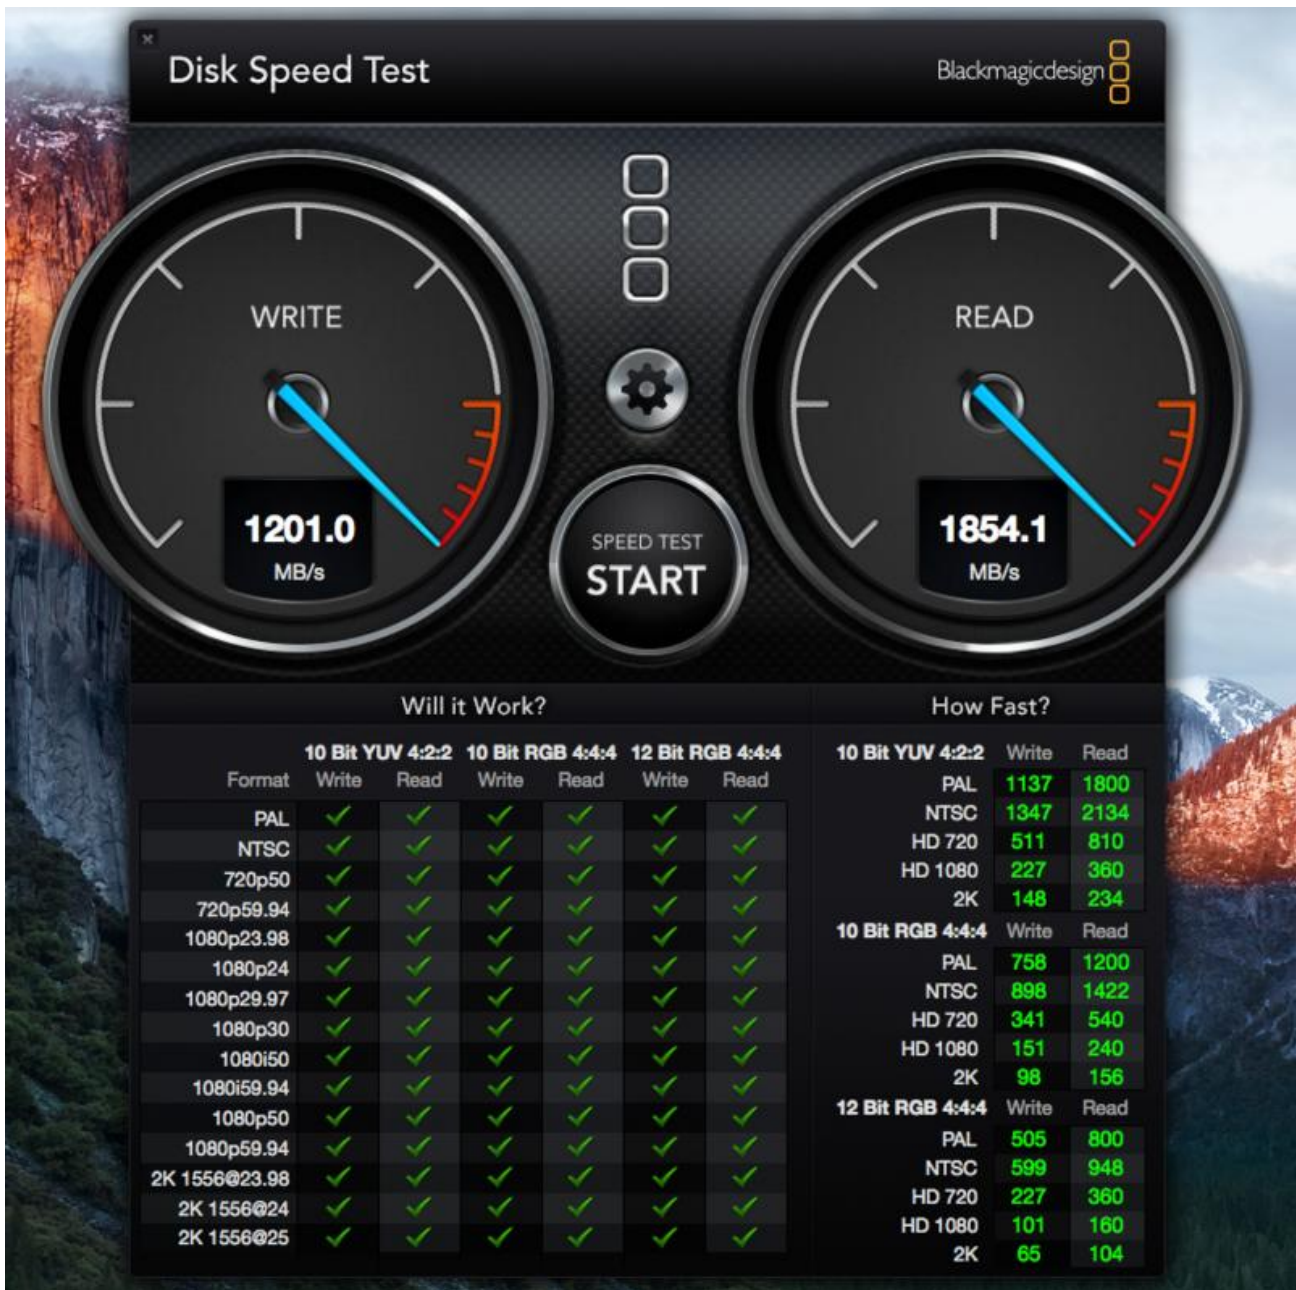 Disk Speed Test
Blackmagicdesign
WRITE
READ
1201.0
MB/s
1854.1
MB/s
SPEED TEST
START
Will it Work?
10 Bit YUV 4:2:2 10 Bit RGB 4:4:4 12 Bit RGB 4:4:4
Format Write Read Write Read Write Read
PAL ✓ ✓ ✓ ✓ ✓ ✓
NTSC ✓ ✓ ✓ ✓ ✓ ✓
720p50 ✓ ✓ ✓ ✓ ✓ ✓
720p59.94 ✓ ✓ ✓ ✓ ✓ ✓
1080p23.98 ✓ ✓ ✓ ✓ ✓ ✓
1080p24 ✓ ✓ ✓ ✓ ✓ ✓
1080p29.97 ✓ ✓ ✓ ✓ ✓ ✓
1080p30 ✓ ✓ ✓ ✓ ✓ ✓
1080i50 ✓ ✓ ✓ ✓ ✓ ✓
1080i59.94 ✓ ✓ ✓ ✓ ✓ ✓
1080p50 ✓ ✓ ✓ ✓ ✓ ✓
1080p59.94 ✓ ✓ ✓ ✓ ✓ ✓
2K 1556@23.98 ✓ ✓ ✓ ✓ ✓ ✓
2K 1556@24 ✓ ✓ ✓ ✓ ✓ ✓
2K 1556@25 ✓ ✓ ✓ ✓ ✓ ✓
How Fast?
10 Bit YUV 4:2:2 Write Read
PAL 1137 1800
NTSC 1347 2134
HD 720 511 810
HD 1080 227 360
2K 148 234
10 Bit RGB 4:4:4 Write Read
PAL 758 1200
NTSC 898 1422
HD 720 341 540
HD 1080 151 240
2K 98 156
12 Bit RGB 4:4:4 Write Read
PAL 505 800
NTSC 599 948
HD 720 227 360
HD 1080 101 160
2K 65 104